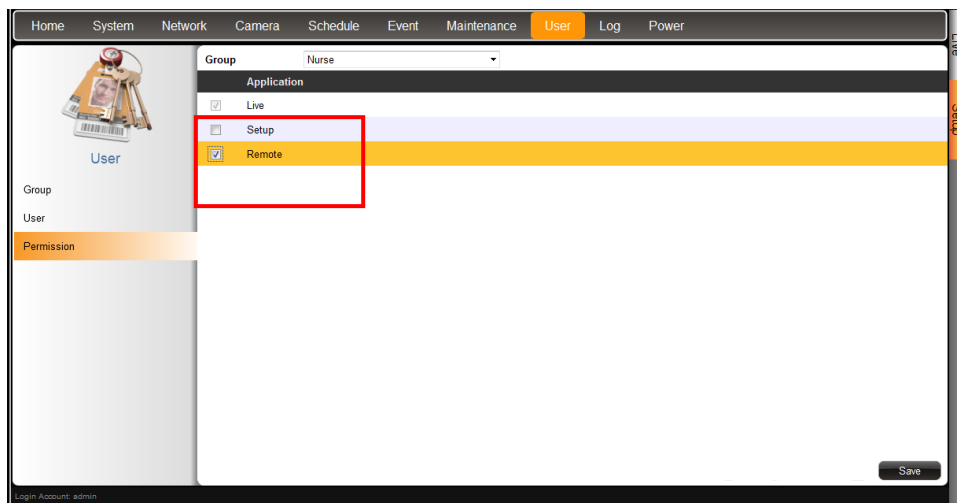 Home System Network Camera Schedule Event Maintenance User Log Power
Live
Setup
User
Group
User
Permission
Group Nurse
Application
Live
Setup
Remote
Save
Login Account: admin